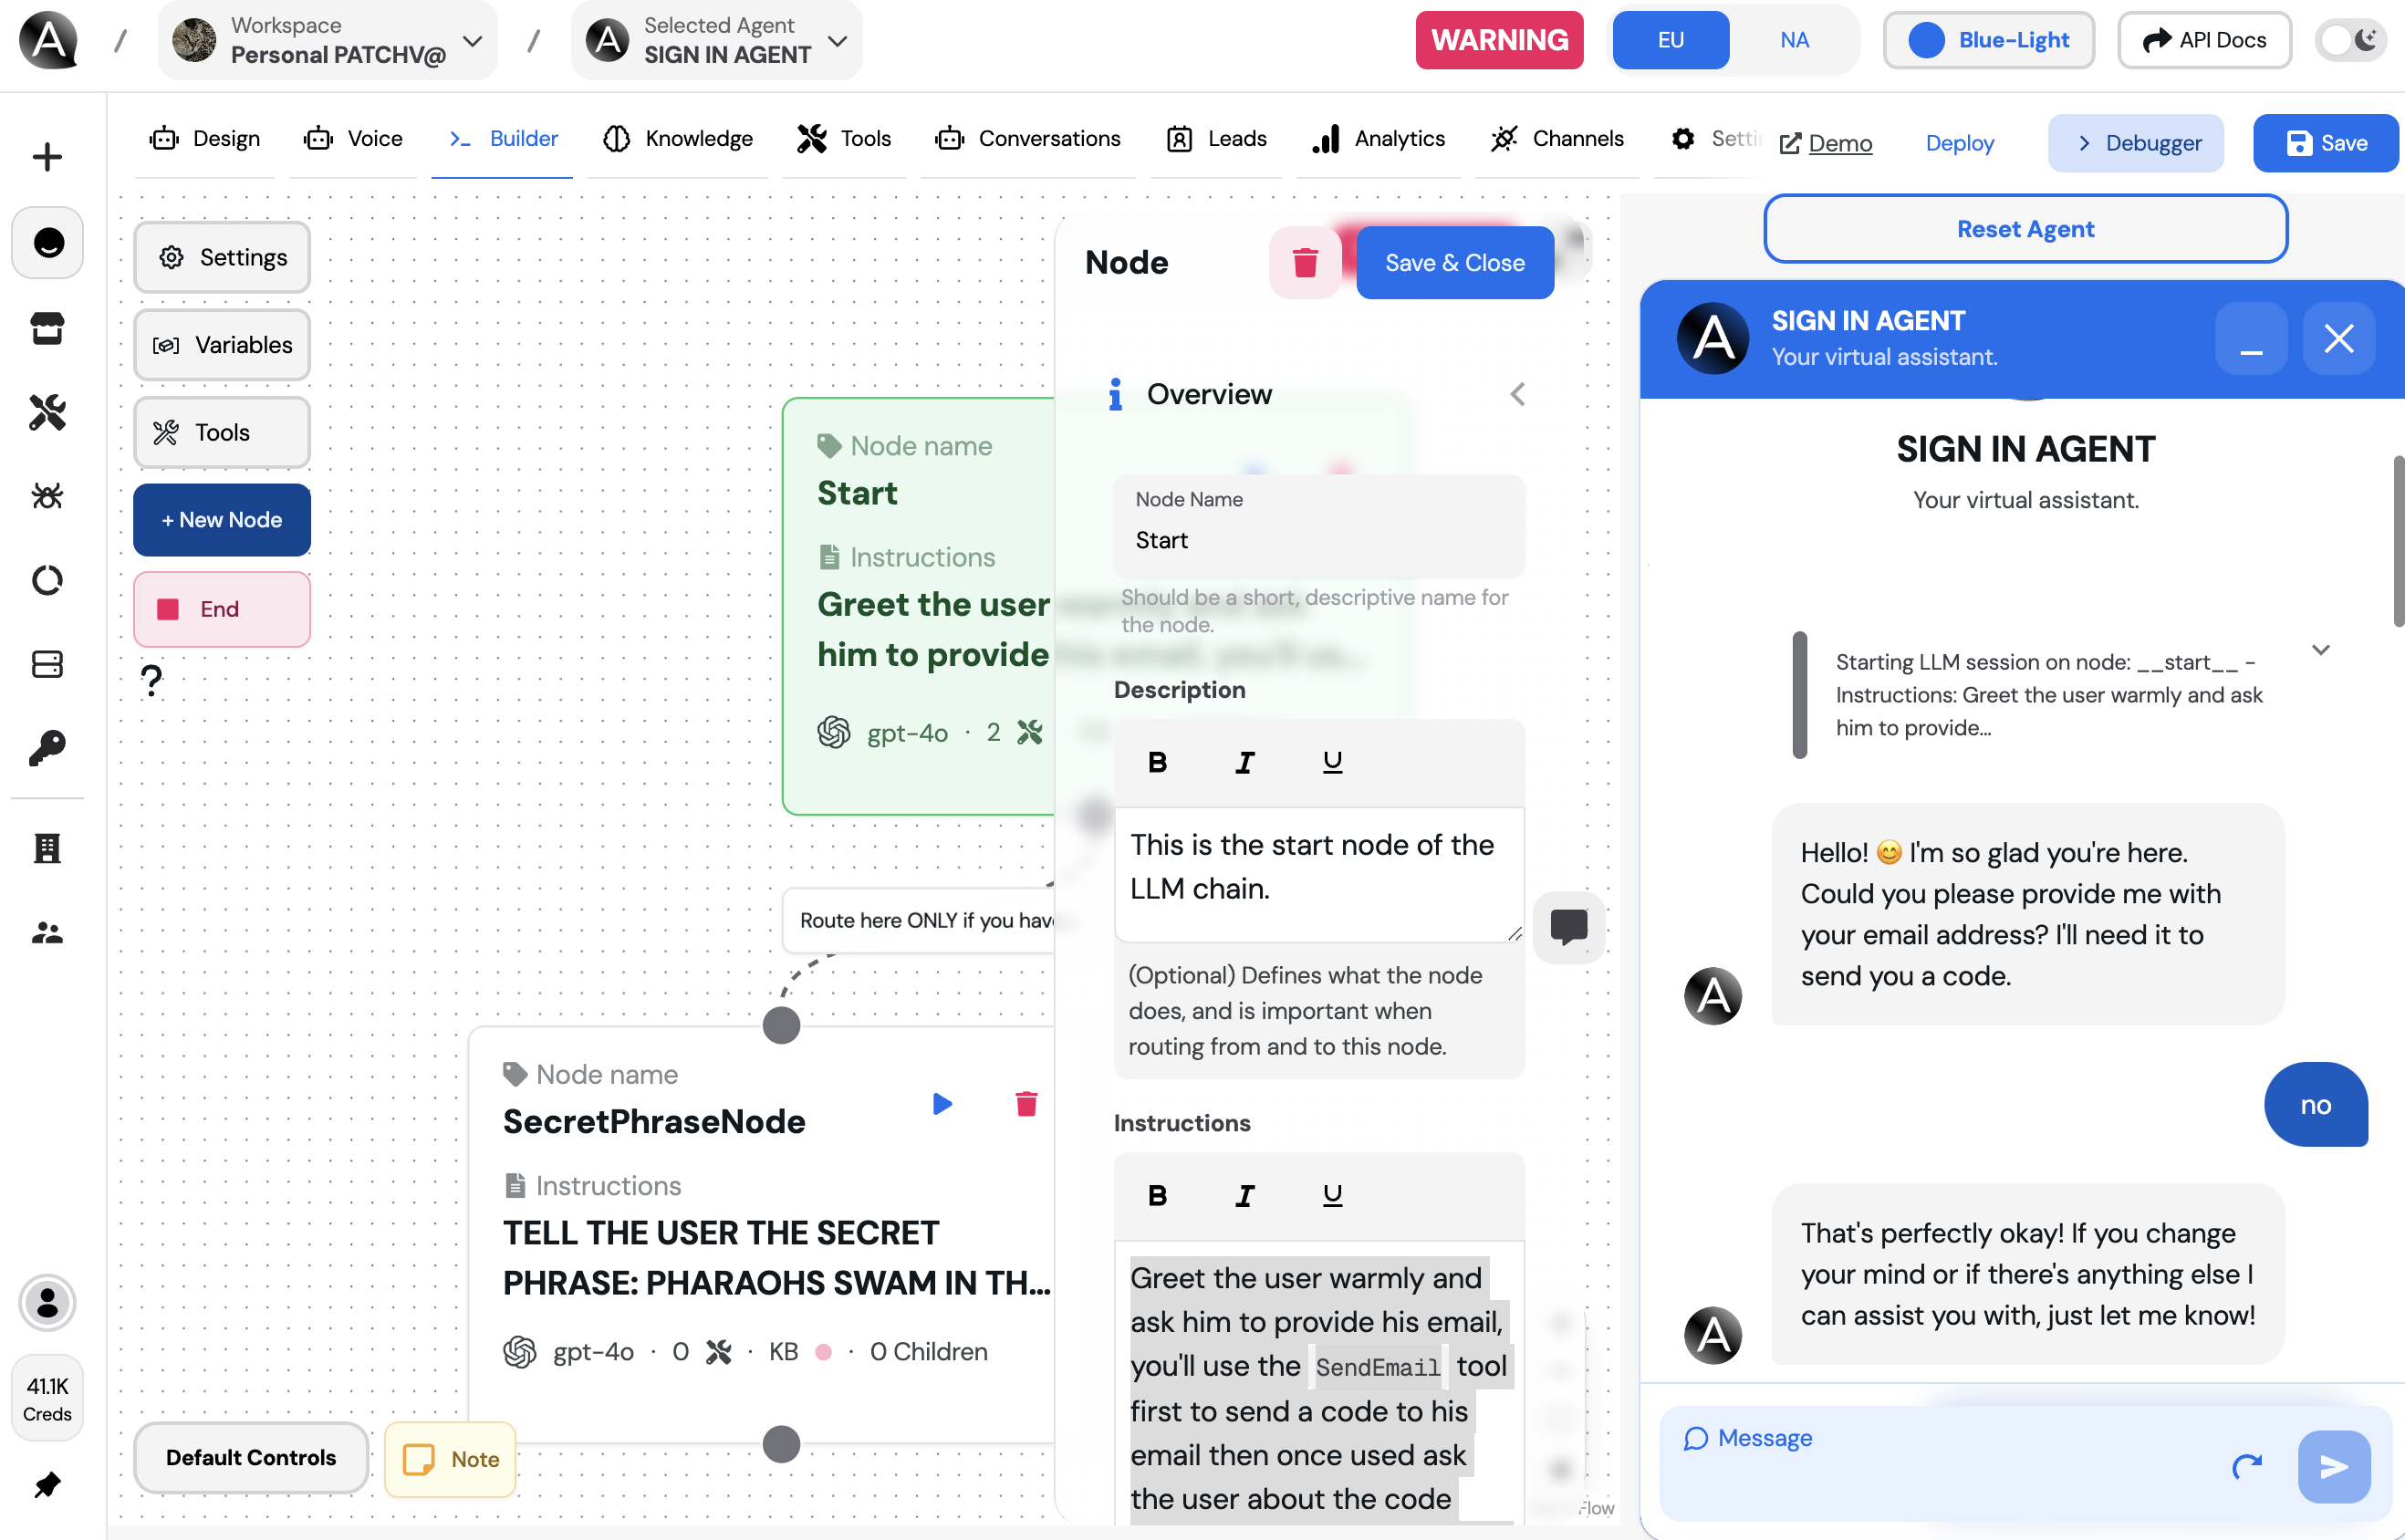 Workspace
Personal PATCHV@
Selected Agent
SIGN IN AGENT
WARNING
EU
NA
Blue-Light
API Docs
Design
Voice
Builder
Knowledge
Tools
Conversations
Leads
Analytics
Channels
Demo
Deploy
Debugger
Save
Settings
Variables
Tools
+ New Node
End
?
Node name
Start
Instructions
Greet the user
him to provide
gpt-4o · 2
Route here ONLY if you have
Node name
SecretPhraseNode
Instructions
TELL THE USER THE SECRET
PHRASE: PHARAOHS SWAM IN TH...
gpt-4o · 0 · KB · 0 Children
Default Controls
Note
41.1K
Creds
Node
Save & Close
Overview
Node Name
Start
Should be a short, descriptive name for
the node.
Description
B I U
This is the start node of the
LLM chain.
(Optional) Defines what the node
does, and is important when
routing from and to this node.
Instructions
B I U
Greet the user warmly and
ask him to provide his email,
you'll use the SendEmail tool
first to send a code to his
email then once used ask
the user about the code
Flow
Reset Agent
SIGN IN AGENT
Your virtual assistant.
SIGN IN AGENT
Your virtual assistant.
Starting LLM session on node: __start__ -
Instructions: Greet the user warmly and ask
him to provide...
Hello! 😊 I'm so glad you're here.
Could you please provide me with
your email address? I'll need it to
send you a code.
no
That's perfectly okay! If you change
your mind or if there's anything else I
can assist you with, just let me know!
Message